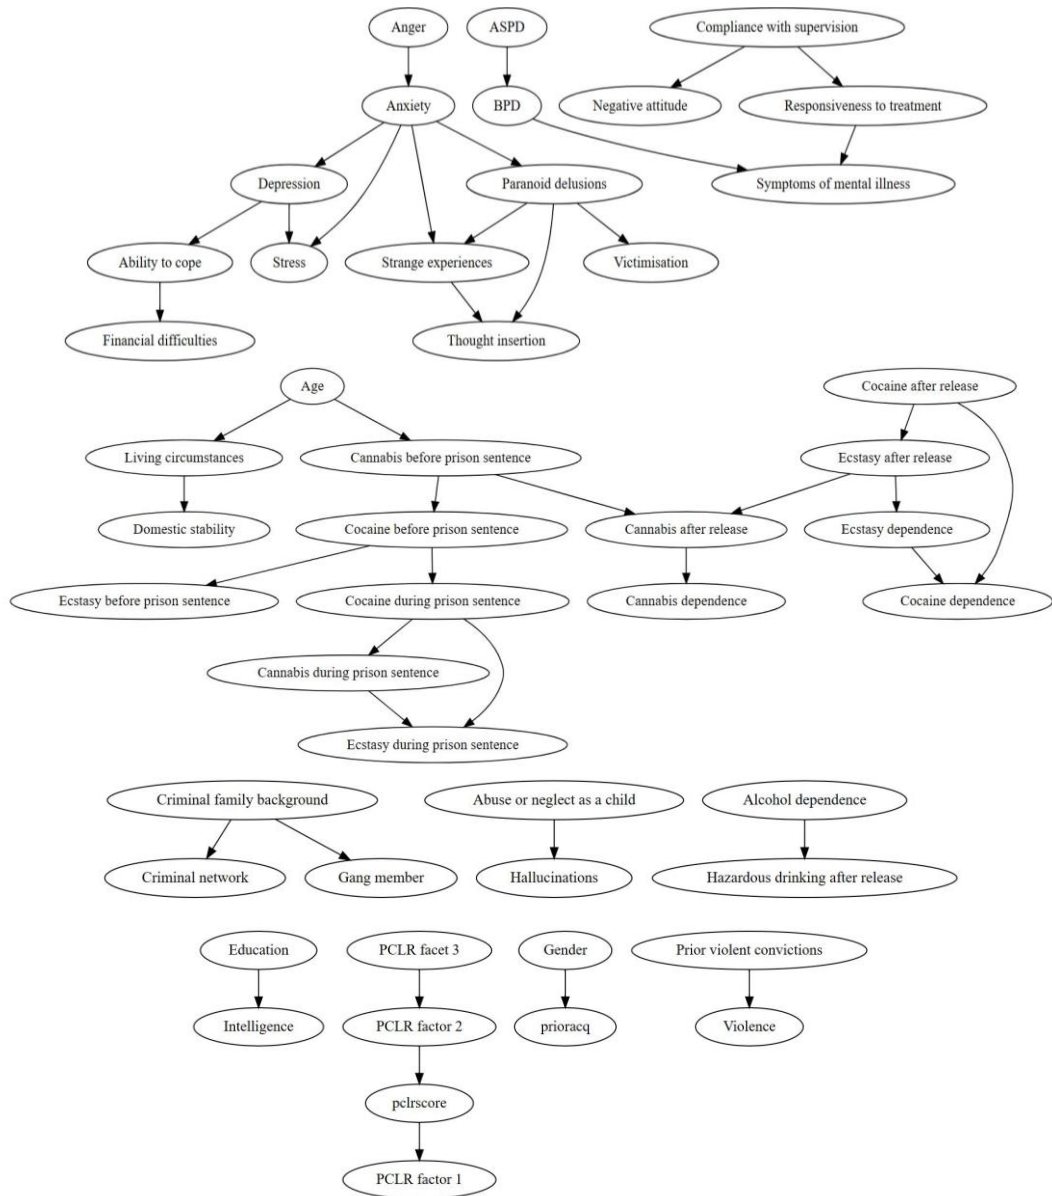 Anger
ASPD
Compliance with supervision
Anxiety
BPD
Negative attitude
Responsiveness to treatment
Depression
Paranoid delusions
Symptoms of mental illness
Ability to cope
Stress
Strange experiences
Victimisation
Financial difficulties
Thought insertion
Age
Cocaine after release
Living circumstances
Cannabis before prison sentence
Ecstasy after release
Domestic stability
Cocaine before prison sentence
Cannabis after release
Ecstasy dependence
Ecstasy before prison sentence
Cocaine during prison sentence
Cannabis dependence
Cocaine dependence
Cannabis during prison sentence
Ecstasy during prison sentence
Criminal family background
Abuse or neglect as a child
Alcohol dependence
Criminal network
Gang member
Hallucinations
Hazardous drinking after release
Education
PCLR facet 3
Gender
Prior violent convictions
Intelligence
PCLR factor 2
prioracq
Violence
pclrscore
PCLR factor 1